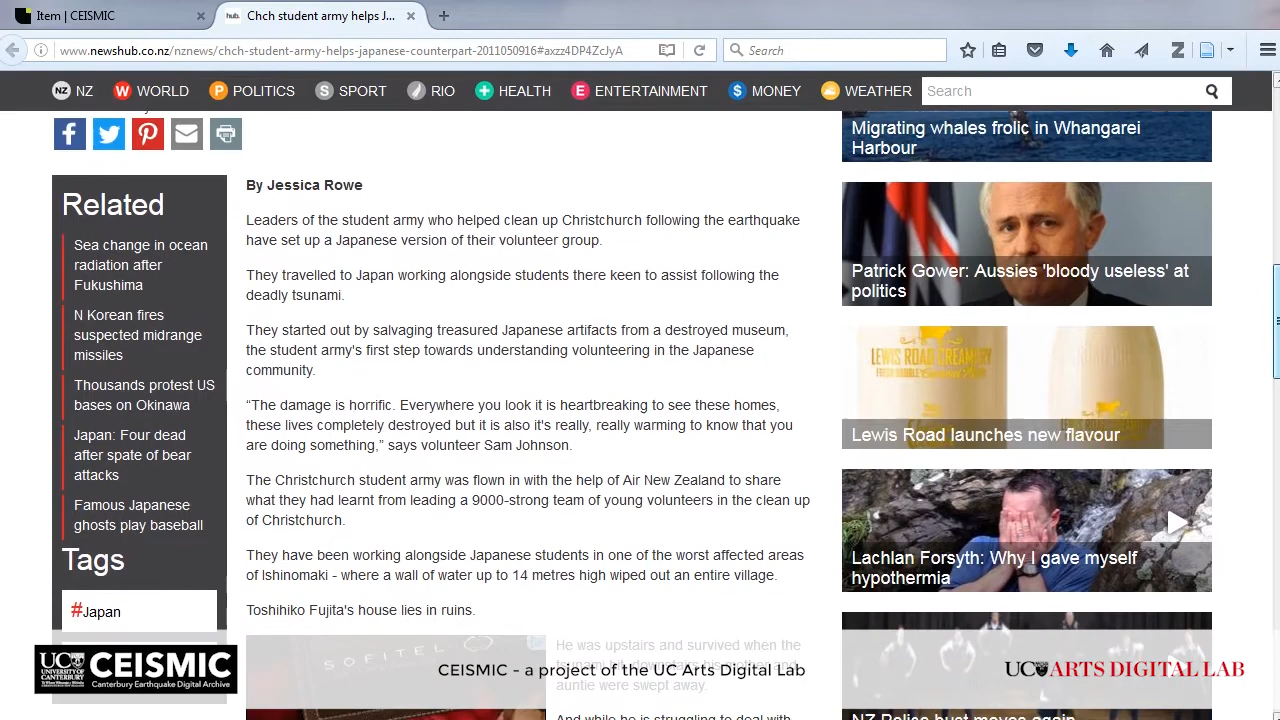 Item | CEISMIC
Chch student army helps J...
www.newshub.co.nz/nznews/chch-student-army-helps-japanese-counterpart-2011050916#axzz4DP4ZcJyA
Search
NZ NZ
W WORLD
P POLITICS
S SPORT
RIO
HEALTH
E ENTERTAINMENT
$ MONEY
WEATHER
Search
Related
Sea change in ocean
radiation after
Fukushima
N Korean fires
suspected midrange
missiles
Thousands protest US
bases on Okinawa
Japan: Four dead
after spate of bear
attacks
Famous Japanese
ghosts play baseball
Tags
#Japan
By Jessica Rowe
Leaders of the student army who helped clean up Christchurch following the earthquake
have set up a Japanese version of their volunteer group.
They travelled to Japan working alongside students there keen to assist following the
deadly tsunami.
They started out by salvaging treasured Japanese artifacts from a destroyed museum,
the student army's first step towards understanding volunteering in the Japanese
community.
“The damage is horrific. Everywhere you look it is heartbreaking to see these homes,
these lives completely destroyed but it is also it's really, really warming to know that you
are doing something,” says volunteer Sam Johnson.
The Christchurch student army was flown in with the help of Air New Zealand to share
what they had learnt from leading a 9000-strong team of young volunteers in the clean up
of Christchurch.
They have been working alongside Japanese students in one of the worst affected areas
of Ishinomaki - where a wall of water up to 14 metres high wiped out an entire village.
Toshihiko Fujita's house lies in ruins.
SOFITEL
He was upstairs and survived when the
auntie were swept away.
And while he is struggling to deal with
Migrating whales frolic in Whangarei
Harbour
Patrick Gower: Aussies 'bloody useless' at
politics
LEWIS ROAD CREAMERY
Lewis Road launches new flavour
Lachlan Forsyth: Why I gave myself
hypothermia
NZ Police bust moves again
UC
UNIVERSITY OF
CANTERBURY
CEISMIC
Canterbury Earthquake Digital Archive
CEISMIC - a project of the UC Arts Digital Lab
UC ARTS DIGITAL LAB